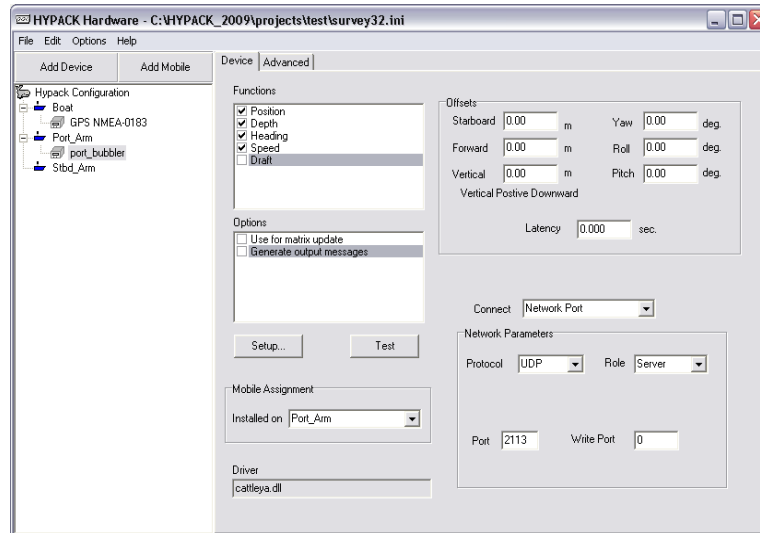 HYPACK Hardware - C:\HYPACK_2009\projects\test\survey32.ini
File Edit Options Help
Add Device Add Mobile
Hypack Configuration
Boat
GPS NMEA-0183
Port_Arm
port_bubbler
Stbd_Arm
Device Advanced
Functions
Position
Depth
Heading
Speed
Draft
Options
Use for matrix update
Generate output messages
Setup... Test
Mobile Assignment
Installed on Port_Arm
Driver
cattleya.dll
Offsets
Starboard 0.00 m Yaw 0.00 deg.
Forward 0.00 m Roll 0.00 deg.
Vertical 0.00 m Pitch 0.00 deg.
Vertical Postive Downward
Latency 0.000 sec.
Connect Network Port
Network Parameters
Protocol UDP Role Server
Port 2113 Write Port 0